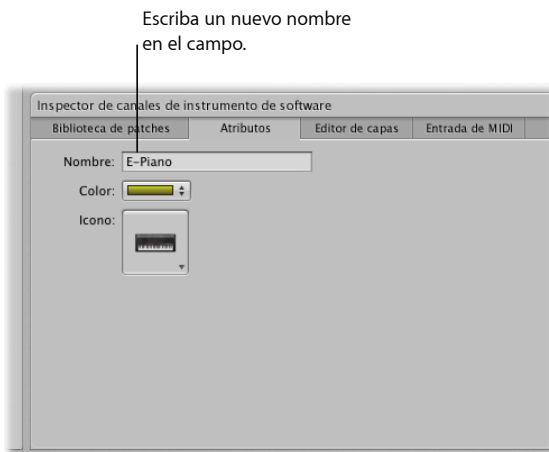 Escriba un nuevo nombre
en el campo.
Inspector de canales de instrumento de software
Biblioteca de patches Atributos Editor de capas Entrada de MIDI
Nombre: E-Piano
Color:
Icono: